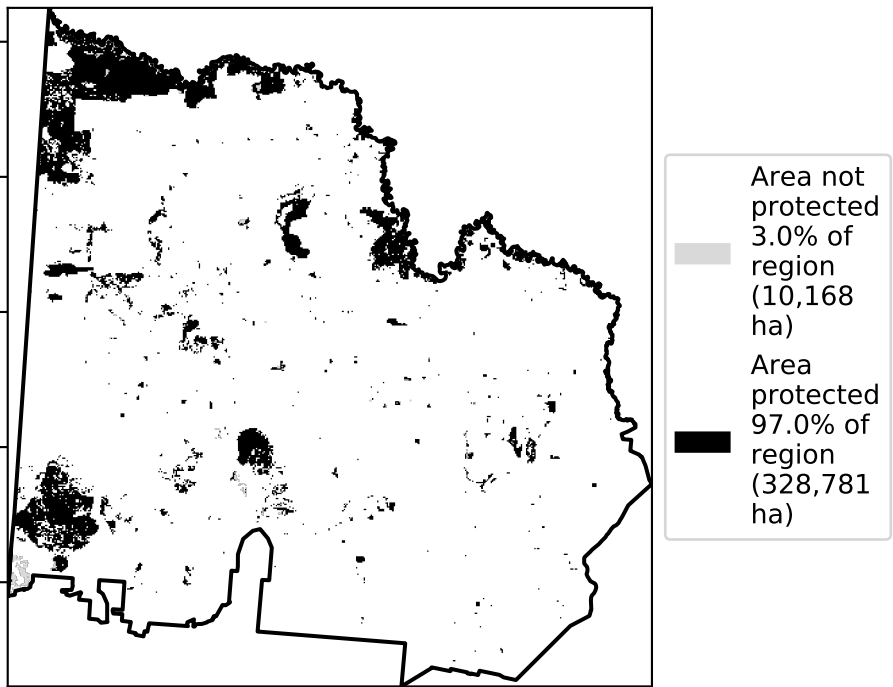 Area not
protected
3.0% of
region
(10,168
ha)
Area
protected
97.0% of
region
(328,781
ha)